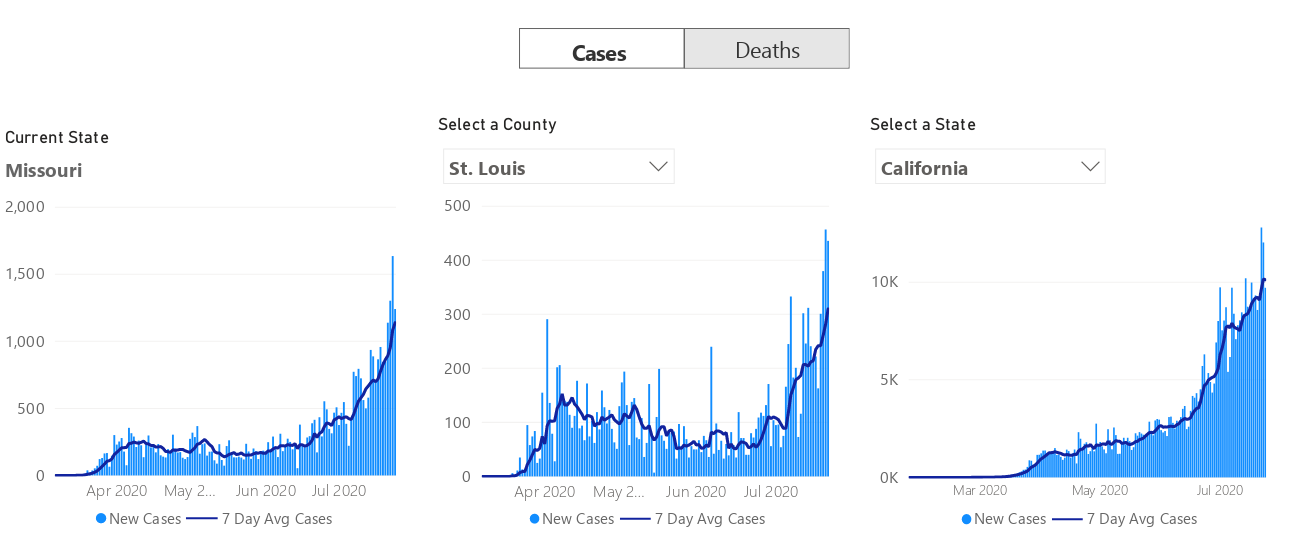 Cases Deaths
Current State
Missouri
2,000
1,500
1,000
500
0
Apr 2020 May 2... Jun 2020 Jul 2020
New Cases 7 Day Avg Cases
Select a County
St. Louis
500
400
300
200
100
0
Apr 2020 May 2... Jun 2020 Jul 2020
New Cases 7 Day Avg Cases
Select a State
California
10K
5K
0K
Mar 2020 May 2020 Jul 2020
New Cases 7 Day Avg Cases